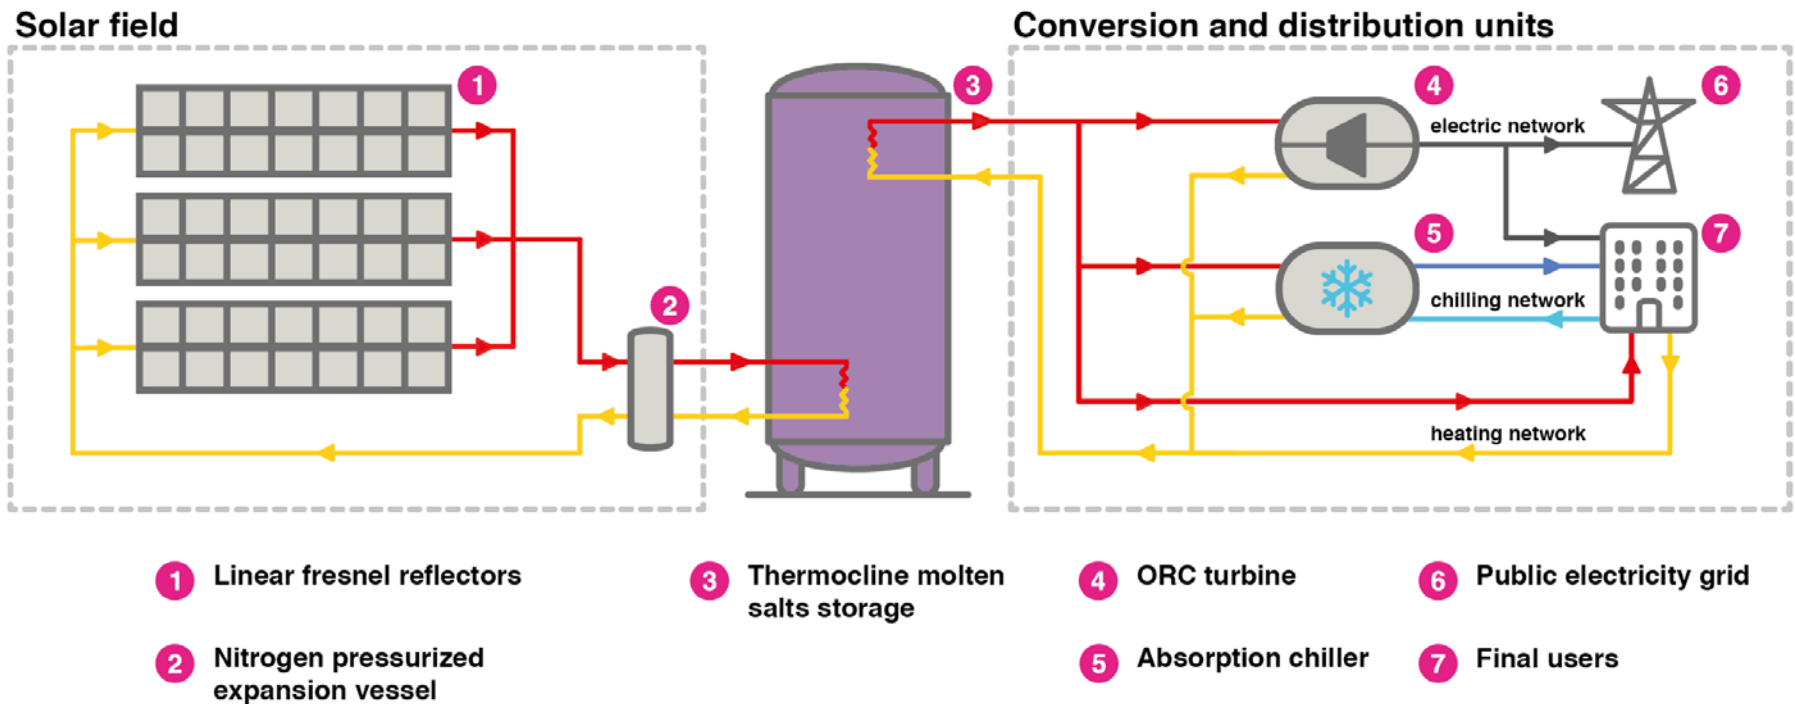 Solar field
Conversion and distribution units
1
2
3
4
electric network
6
5
7
chilling network
heating network
1 Linear fresnel reflectors
2 Nitrogen pressurized
expansion vessel
3 Thermocline molten
salts storage
4 ORC turbine
5 Absorption chiller
6 Public electricity grid
7 Final users